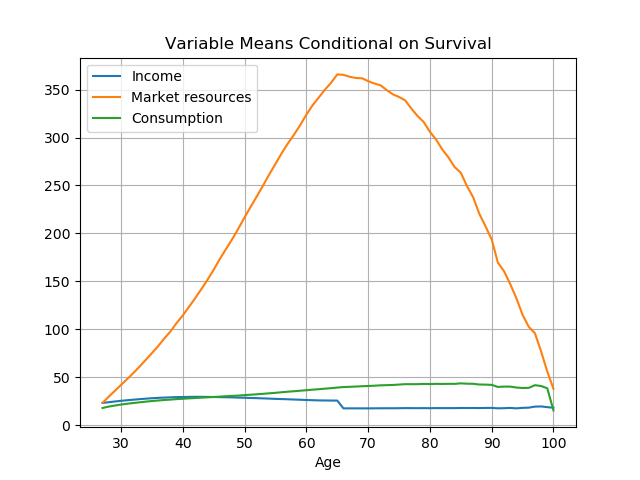 Variable Means Conditional on Survival
Income
Market resources
Consumption
350
300
250
200
150
100
50
0
30 40 50 60 70 80 90 100
Age